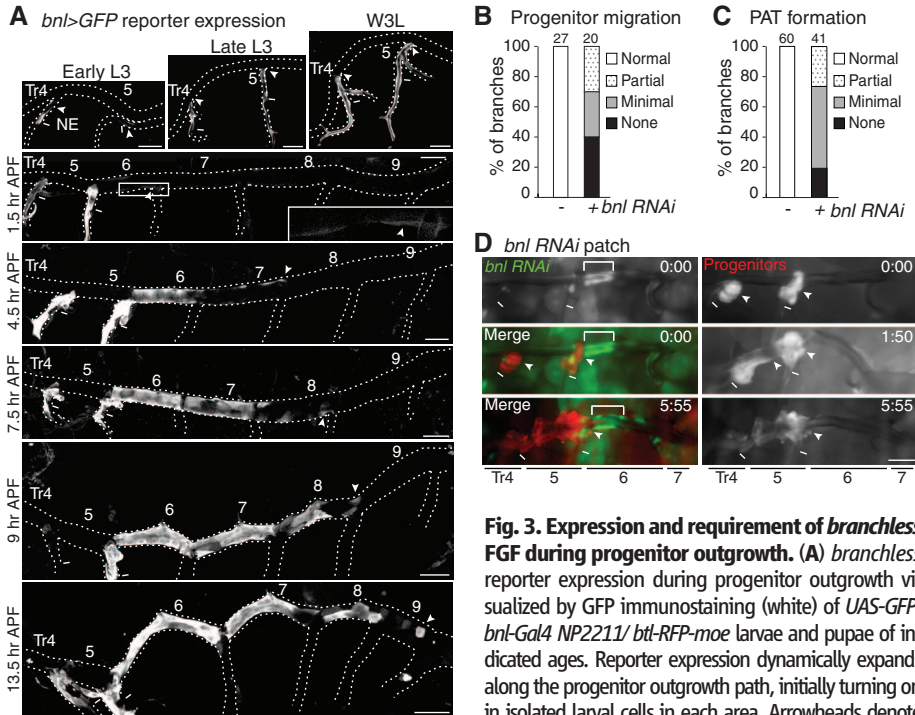 A bnl>GFP reporter expression
Early L3
Late L3
W3L
Tr4 5
NE
Tr4 5
Tr4 5
1.5 hr APF
Tr4 5 6 7 8 9
4.5 hr APF
Tr4 5 6 7 8 9
7.5 hr APF
Tr4 5 6 7 8 9
9 hr APF
Tr4 5 6 7 8 9
13.5 hr APF
Tr4 5 6 7 8 9
B Progenitor migration
27 20
% of branches
100
80
60
40
20
0
Normal
Partial
Minimal
None
- + bnl RNAi
C PAT formation
60 41
% of branches
100
80
60
40
20
0
Normal
Partial
Minimal
None
- + bnl RNAi
D bnl RNAi patch
bnl RNAi 0:00
Progenitors 0:00
Merge 0:00
1:50
Merge 5:55
5:55
Tr4 5 6 7
Tr4 5 6 7
Fig. 3. Expression and requirement of branchless
FGF during progenitor outgrowth. (A) branchless
reporter expression during progenitor outgrowth vi-
sualized by GFP immunostaining (white) of UAS-GFP
bnl-Gal4 NP2211/ btl-RFP-moe larvae and pupae of in-
dicated ages. Reporter expression dynamically expand
along the progenitor outgrowth path, initially turning on
in isolated larval cells in each area. Arrowheads denote